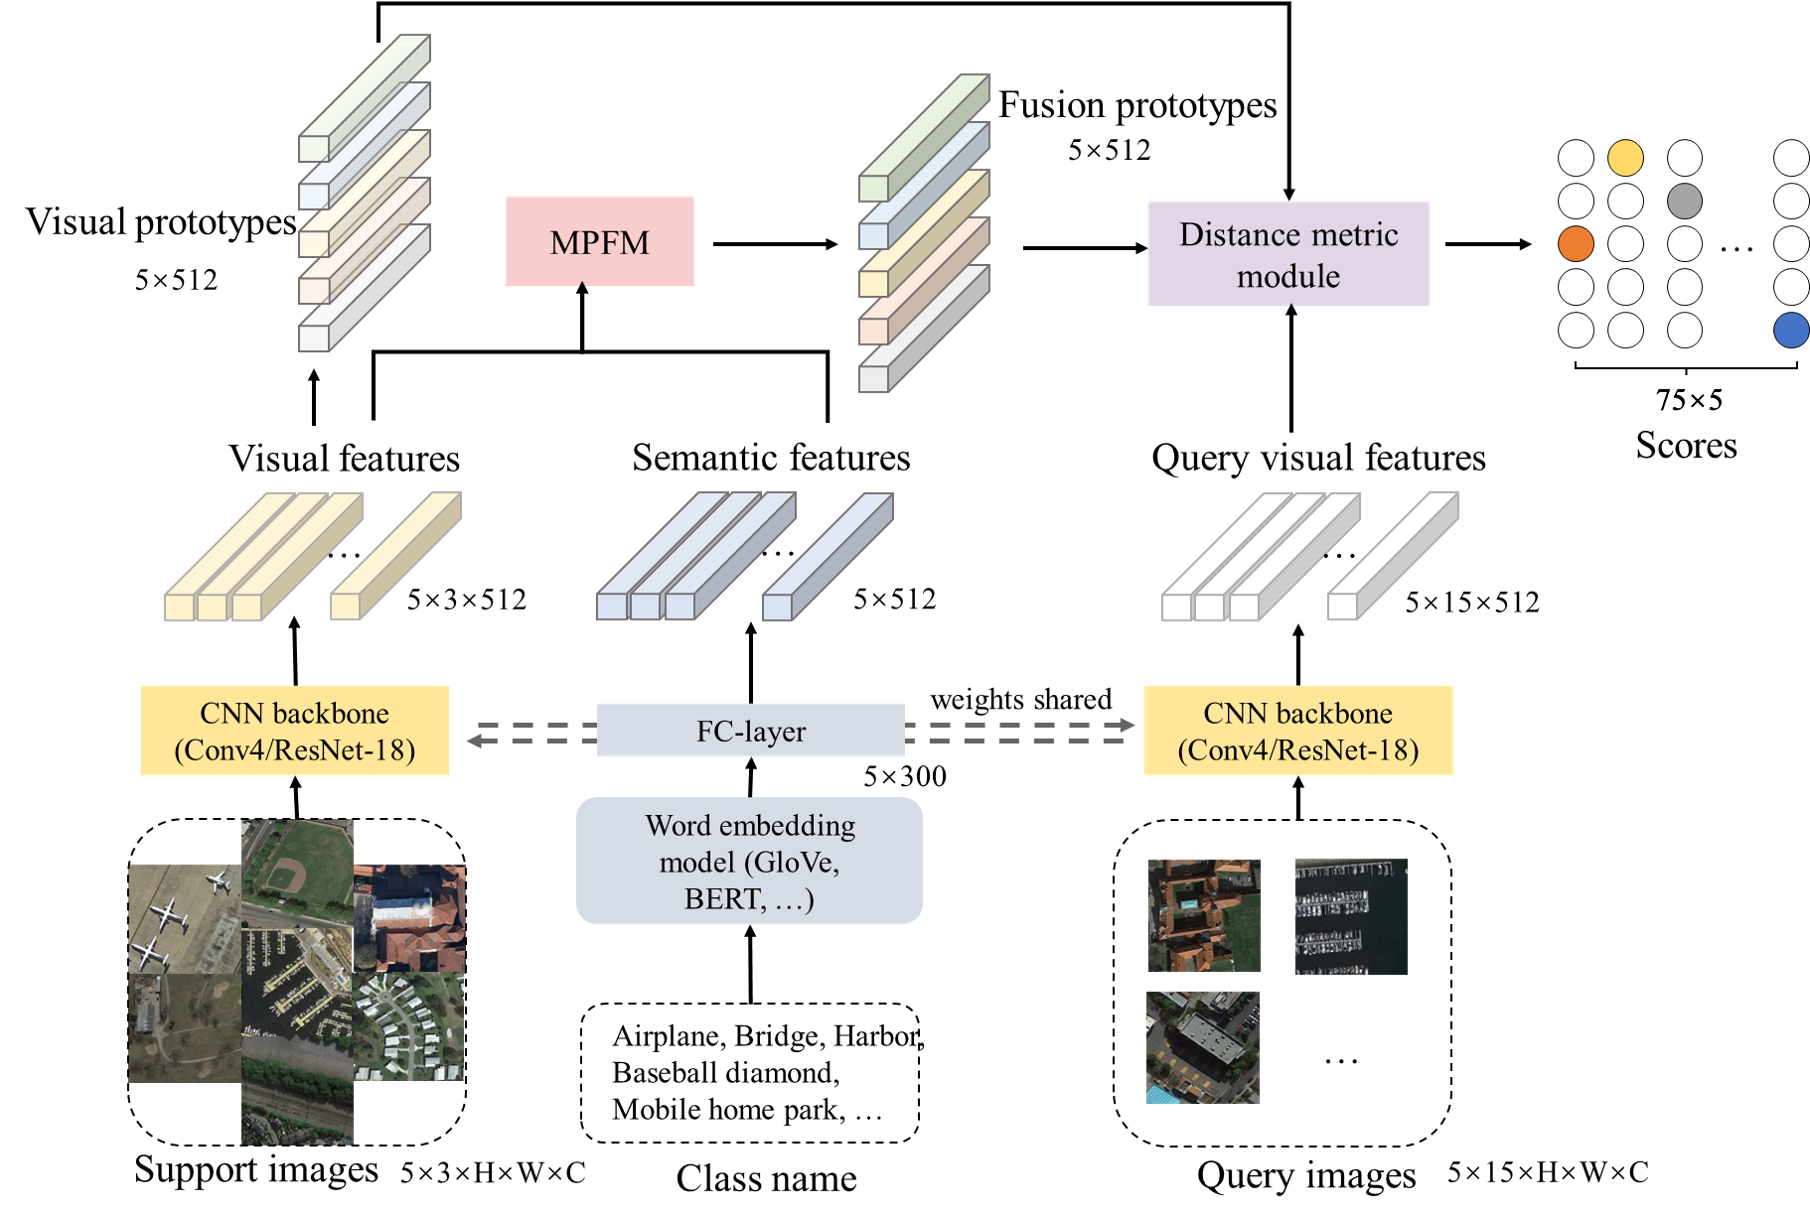 Fusion prototypes
5×512
Visual prototypes
5×512
MPFM
Distance metric
module
...
75×5
Scores
Visual features
Semantic features
Query visual features
...
...
...
5×3×512
5×512
5×15×512
CNN backbone
(Conv4/ResNet-18)
FC-layer
weights shared
CNN backbone
(Conv4/ResNet-18)
5×300
Word embedding
model (GloVe,
BERT, …)
Airplane, Bridge, Harbor,
Baseball diamond,
Mobile home park, …
...
Support images 5×3×H×W×C
Class name
Query images 5×15×H×W×C